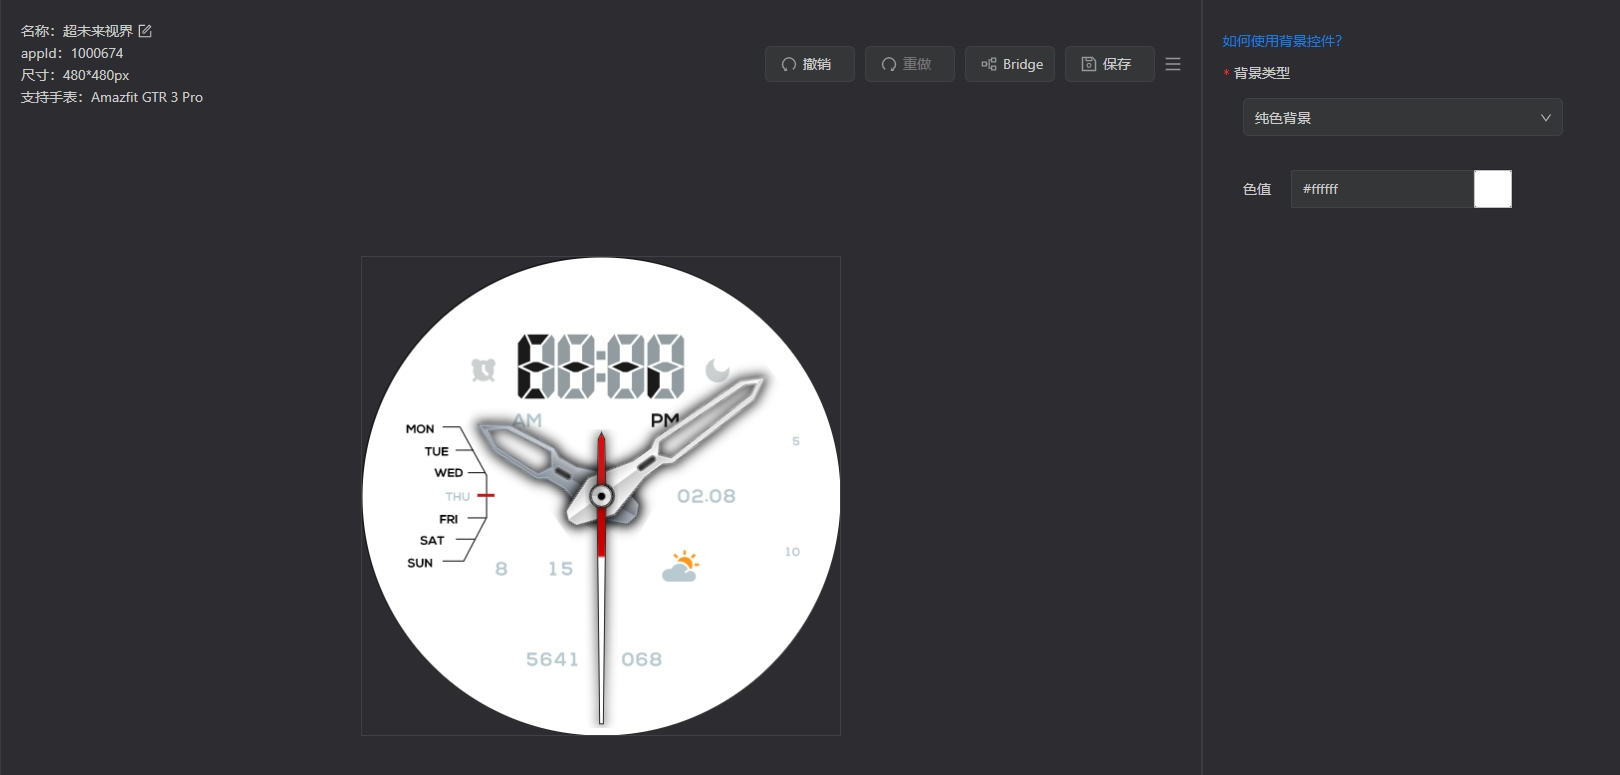 名称：超未来视界
appId：1000674
尺寸：480*480px
支持手表：Amazfit GTR 3 Pro
撤销
重做
Bridge
保存
如何使用背景控件?
* 背景类型
纯色背景
色值
#ffffff
AM
PM
MON
TUE
WED
THU
FRI
SAT
SUN
5
02.08
10
8
15
5641
068